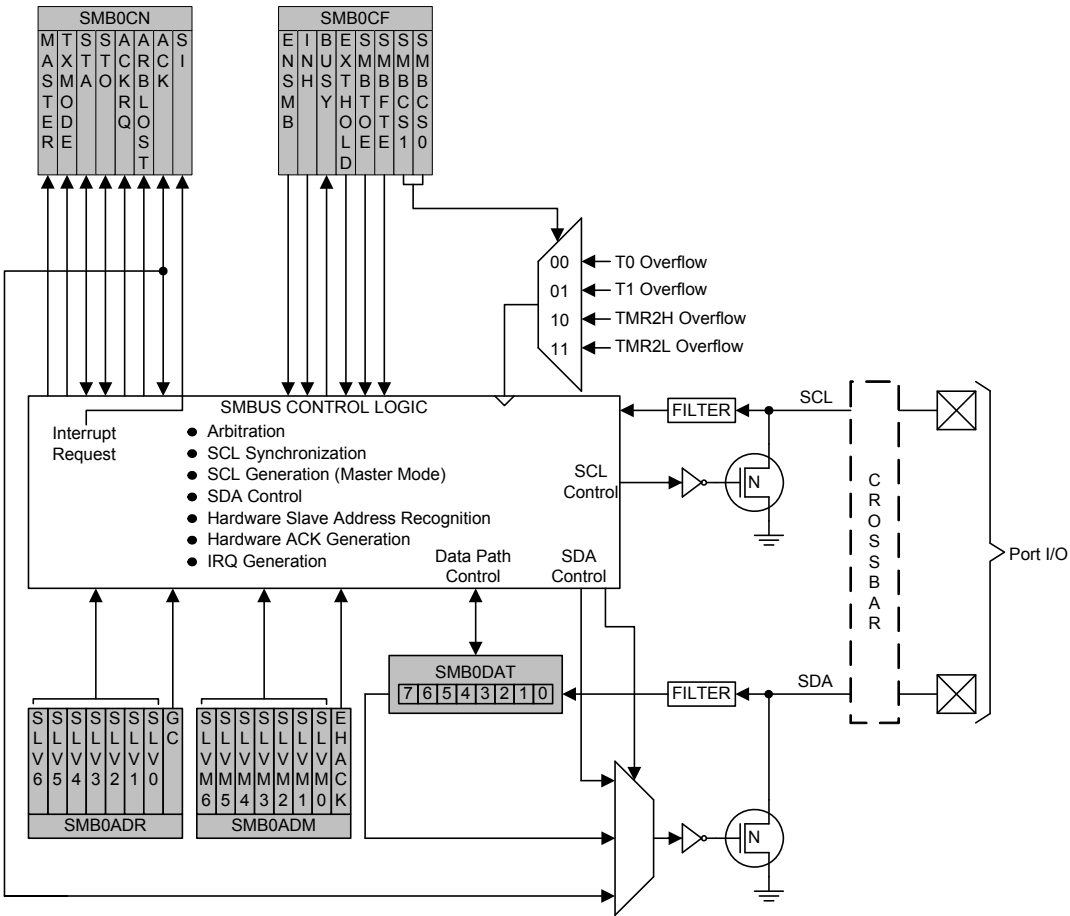 SMB0CN
MASTER
TXMODE
STA
STO
ACKRQ
ARBLOST
ACK
SI
SMB0CF
ENSMB
INH
BUSY
EXTHOLD
SMBTOE
SMBFTE
SMBCS1
SMBCS0
00
T0 Overflow
01
T1 Overflow
10
TMR2H Overflow
11
TMR2L Overflow
SMBUS CONTROL LOGIC
Interrupt
Request
● Arbitration
● SCL Synchronization
● SCL Generation (Master Mode)
● SDA Control
● Hardware Slave Address Recognition
● Hardware ACK Generation
● IRQ Generation
Data Path
Control
SDA
Control
SCL
Control
FILTER
SCL
N
CROSSBAR
Port I/O
SMB0DAT
7 6 5 4 3 2 1 0
FILTER
SDA
N
SLV6
SLV5
SLV4
SLV3
SLV2
SLV1
SLV0
GC
SMB0ADR
SLVM6
SLVM5
SLVM4
SLVM3
SLVM2
SLVM1
SLVM0
EHACK
SMB0ADM